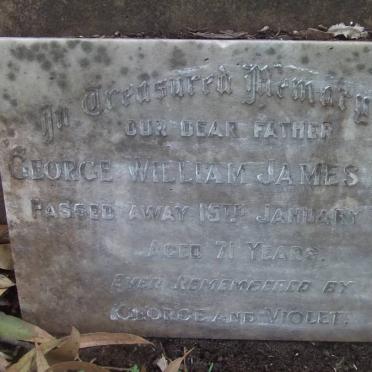 In Treasured Memory
OUR DEAR FATHER
GEORGE WILLIAM JAMES
PASSED AWAY 15TH JANUARY
AGED 71 YEARS.
EVER REMEMBERED BY
GEORGE AND VIOLET.